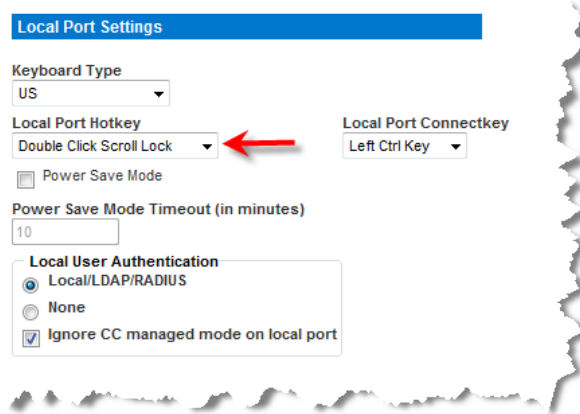 Local Port Settings
Keyboard Type
US
Local Port Hotkey
Local Port Connectkey
Double Click Scroll Lock
Left Ctrl Key
Power Save Mode
Power Save Mode Timeout (in minutes)
10
Local User Authentication
Local/LDAP/RADIUS
None
Ignore CC managed mode on local port